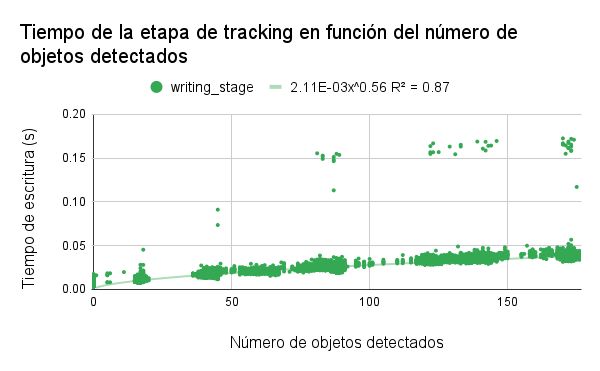 Tiempo de la etapa de tracking en función del número de
objetos detectados
writing_stage 2.11E-03x^0.56 R² = 0.87
Tiempo de escritura (s)
0.20
0.15
0.10
0.05
0.00
0 50 100 150
Número de objetos detectados